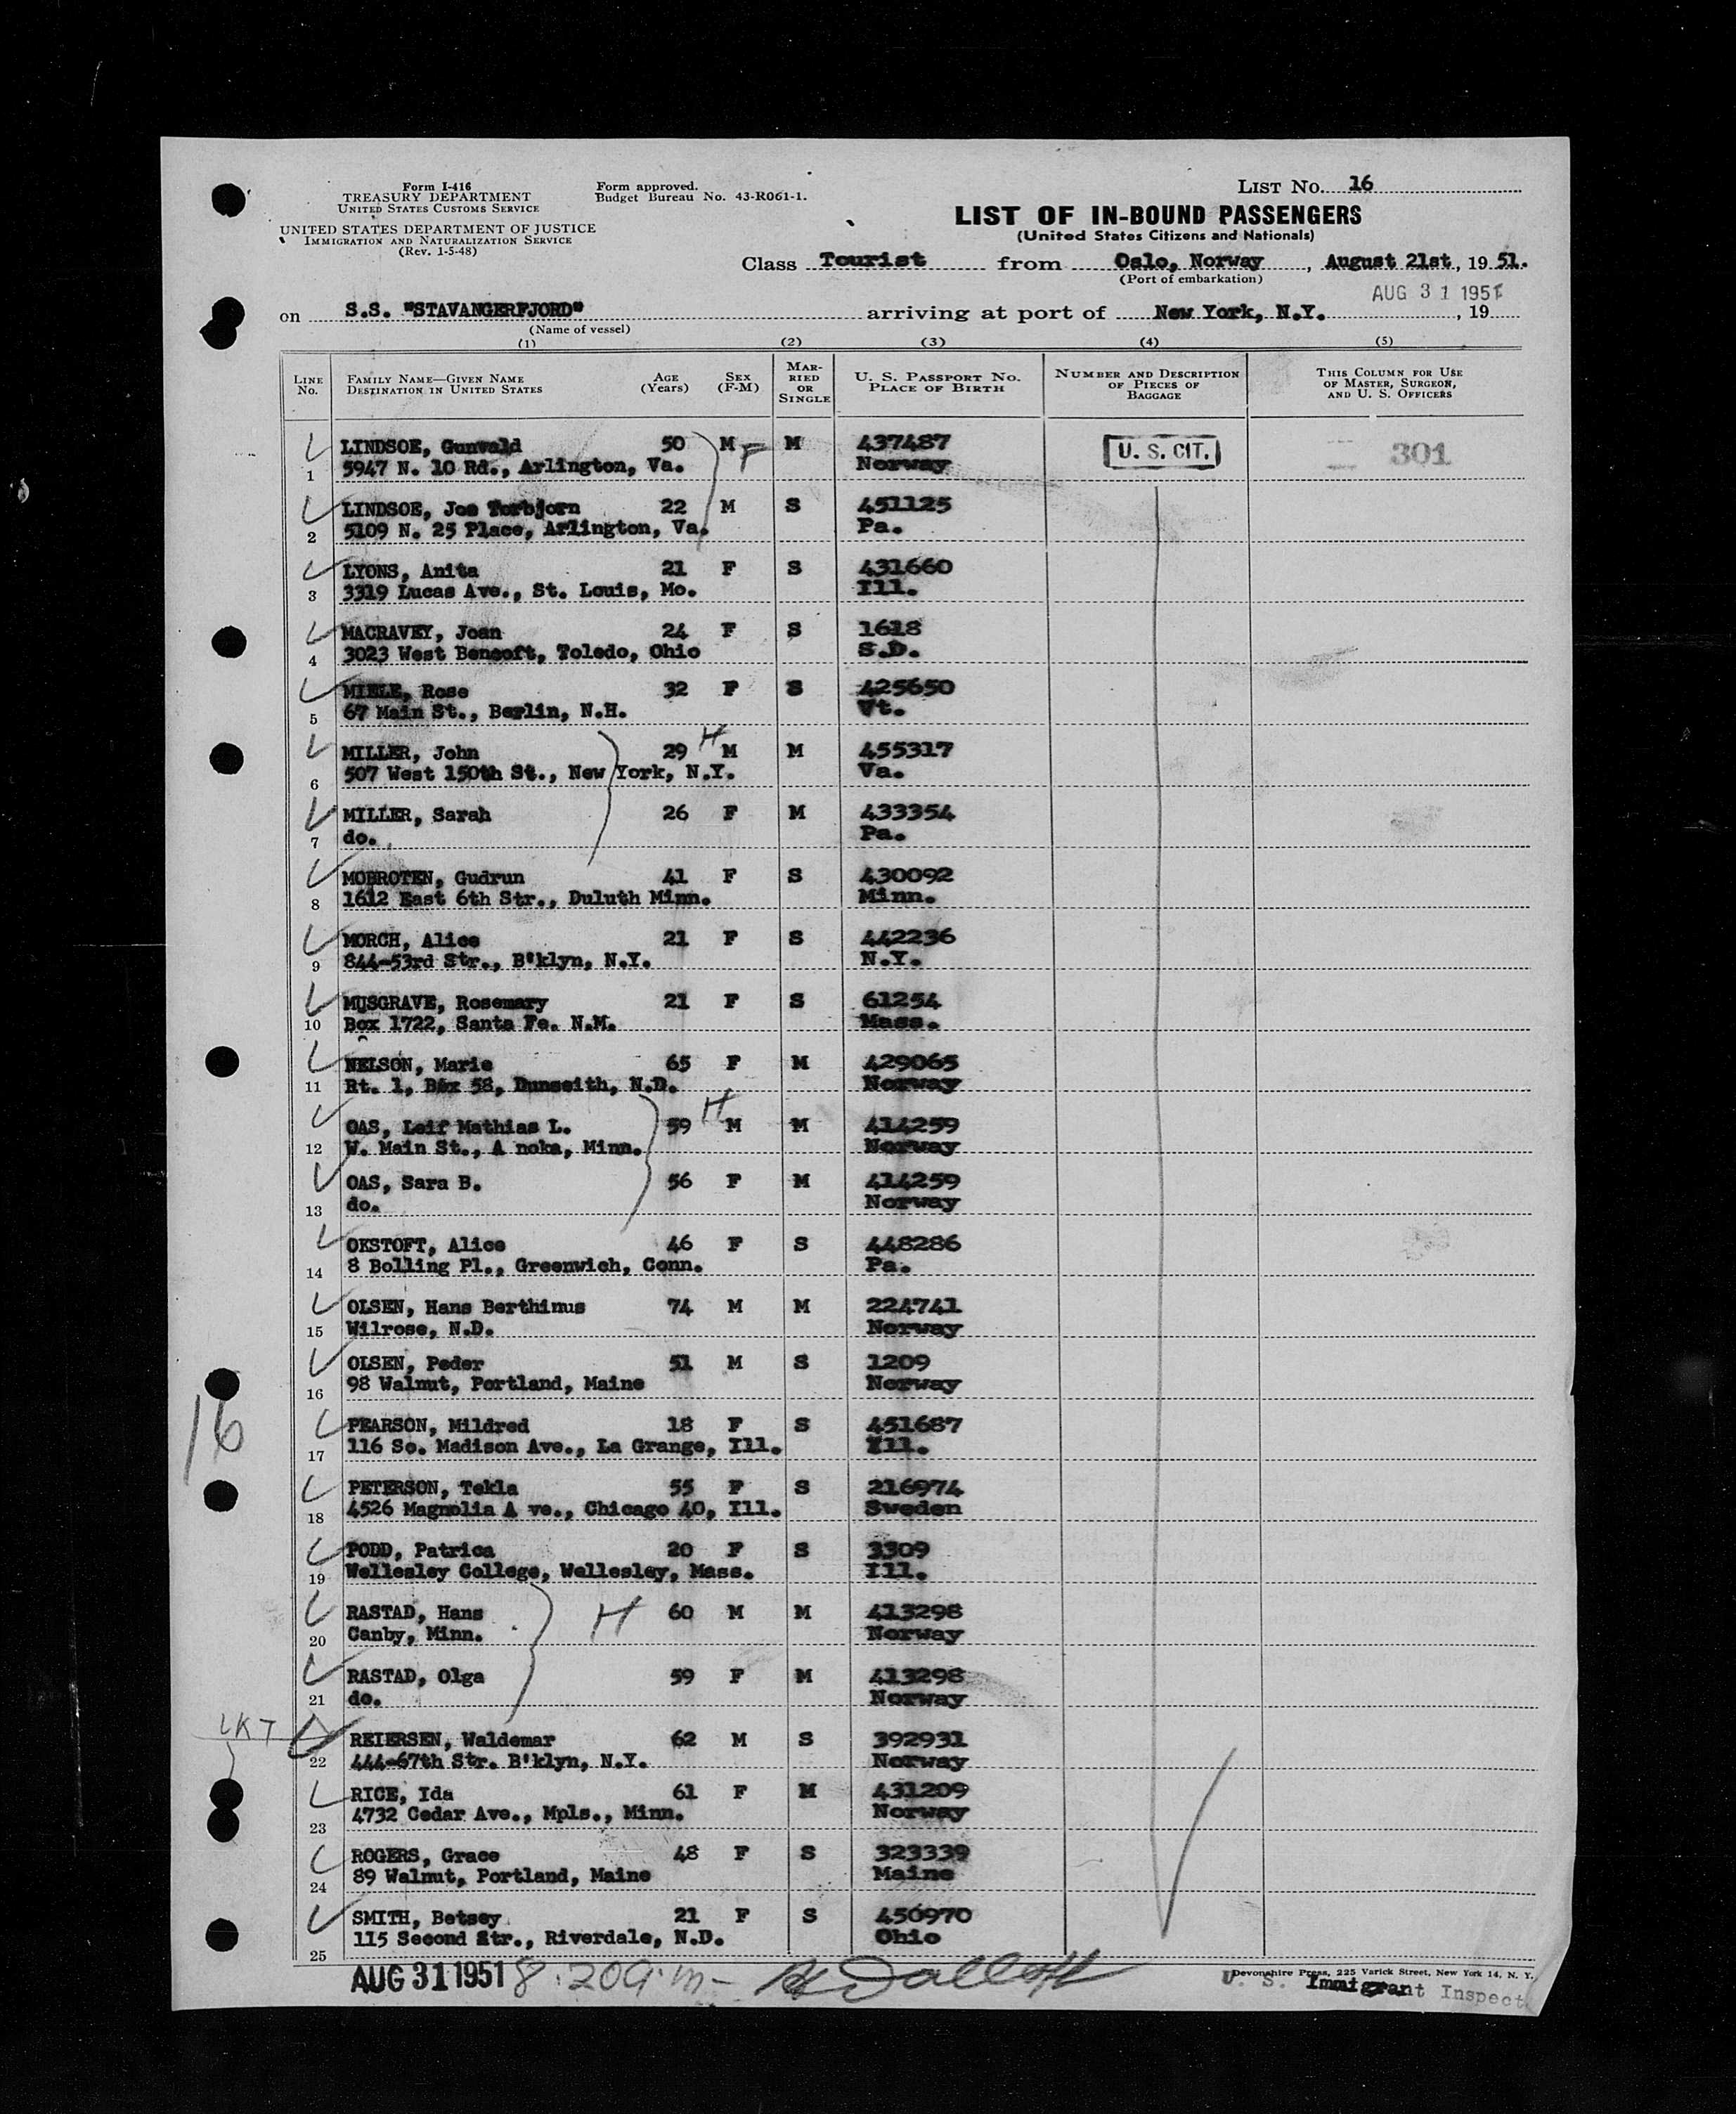 Form I-416
TREASURY DEPARTMENT
UNITED STATES CUSTOMS SERVICE
UNITED STATES DEPARTMENT OF JUSTICE
IMMIGRATION AND NATURALIZATION SERVICE
(Rev. 1-5-48)
Form approved.
Budget Bureau No. 43-R061-1.
LIST NO. 16
LIST OF IN-BOUND PASSENGERS
(United States Citizens and Nationals)
Class Tourist from Oslo, Norway, August 21st, 19 51.
(Port of embarkation)
AUG 31 1951
on S.S. "STAVANGERFJORD" arriving at port of New York, N.Y., 19
(Name of vessel)
(1) (2) (3) (4) (5)
LINE NO. FAMILY NAME—GIVEN NAME DESTINATION IN UNITED STATES AGE (YEARS) SEX (F-M) MARRIED OR SINGLE U. S. PASSPORT NO. PLACE OF BIRTH NUMBER AND DESCRIPTION OF PIECES OF BAGGAGE THIS COLUMN FOR USE OF MASTER, SURGEON, AND U. S. OFFICERS
LINDSOE, Gunvald 50 M F M 437487 U. S. CIT. 301
1 5947 N. 10 Rd., Arlington, Va. Norway
LINDSOE, Joe Torbjorn 22 M S 451125
2 5109 N. 25 Place, Arlington, Va. Pa.
LYONS, Anita 21 F S 431660
3 3319 Lucas Ave., St. Louis, Mo. Ill.
MACRAVEY, Joan 24 F S 1618
4 3023 West Bencoft, Toledo, Ohio S.D.
MIELE, Rose 32 F S 425650
5 67 Main St., Berlin, N.H. Vt.
MILLER, John 29 H M M 455317
6 507 West 150th St., New York, N.Y. Va.
MILLER, Sarah 26 F M 433354
7 do. Pa.
MOBROTEN, Gudrun 41 F S 430092
8 1612 East 6th Str., Duluth Minn. Minn.
MORCH, Alice 21 F S 442236
9 844-53rd Str., B'klyn, N.Y. N.Y.
MUSGRAVE, Rosemary 21 F S 61254
10 Box 1722, Santa Fe. N.M. Mass.
NELSON, Marie 65 F M 429065
11 Rt. 1, Box 58, Dunseith, N.D. Norway
OAS, Leif Mathias L. 59 H M M 414259
12 W. Main St., A noka, Minn. Norway
OAS, Sara B. 56 F M 414259
13 do. Norway
OKSTOFT, Alice 46 F S 448286
14 8 Bolling Pl., Greenwich, Conn. Pa.
OLSEN, Hans Berthinus 74 M M 224741
15 Wilrose, N.D. Norway
OLSEN, Peder 51 M S 1209
16 98 Walnut, Portland, Maine Norway
16
PEARSON, Mildred 18 F S 451687
17 116 So. Madison Ave., La Grange, Ill. Ill.
PETERSON, Tekla 55 F S 216974
18 4526 Magnolia A ve., Chicago 40, Ill. Sweden
PODD, Patrica 20 F S 3309
19 Wellesley College, Wellesley, Mass. Ill.
RASTAD, Hans H 60 M M 413298
20 Canby, Minn. Norway
RASTAD, Olga 59 F M 413298
21 do. Norway
LKT
REIERSEN, Waldemar 62 M S 392931
22 444-67th Str. B'klyn, N.Y. Norway
RICE, Ida 61 F M 431209
23 4732 Cedar Ave., Mpls., Minn. Norway
ROGERS, Grace 48 F S 323339
24 89 Walnut, Portland, Maine Maine
SMITH, Betsey 21 F S 456970
25 115 Second Str., Riverdale, N.D. Ohio
AUG 31 1951 8:20 a.m-
Devonshire Press, 225 Varick Street, New York 14, N. Y.
U. S. Immigrant Inspect